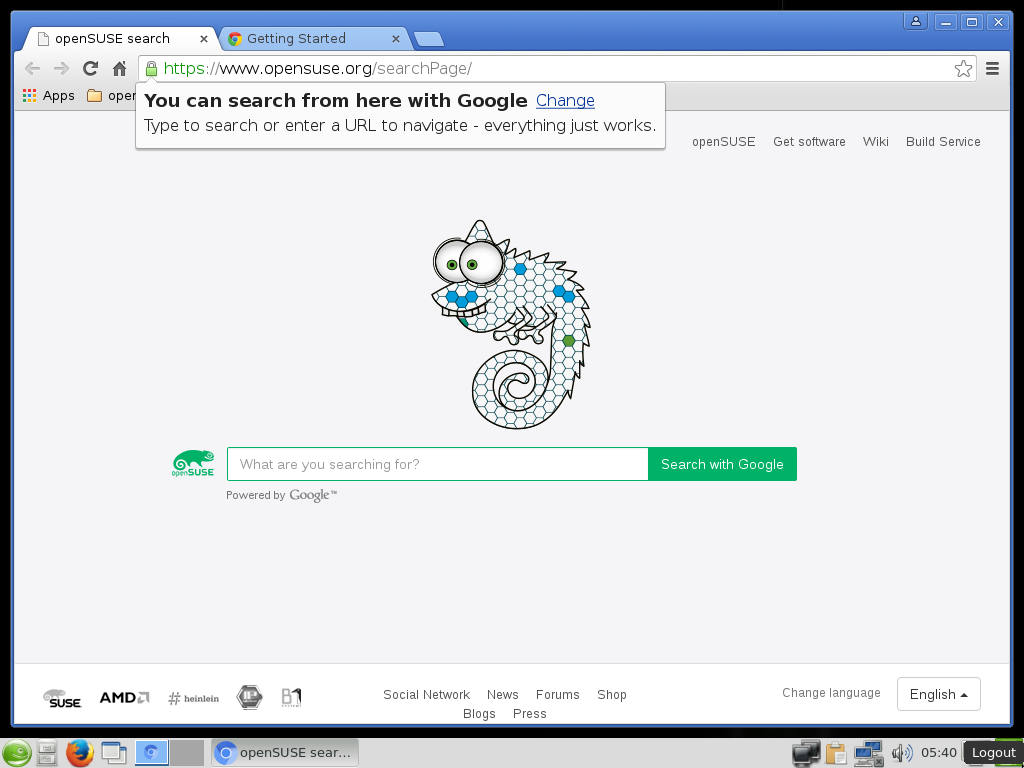 openSUSE search
Getting Started
https://www.opensuse.org/searchPage/
Apps
You can search from here with Google Change
Type to search or enter a URL to navigate - everything just works.
openSUSE Get software Wiki Build Service
openSUSE
What are you searching for?
Search with Google
Powered by Google™
SUSE
AMD
# heinlein
B1
Social Network News Forums Shop
Blogs Press
Change language
English
openSUSE sear...
05:40
Logout